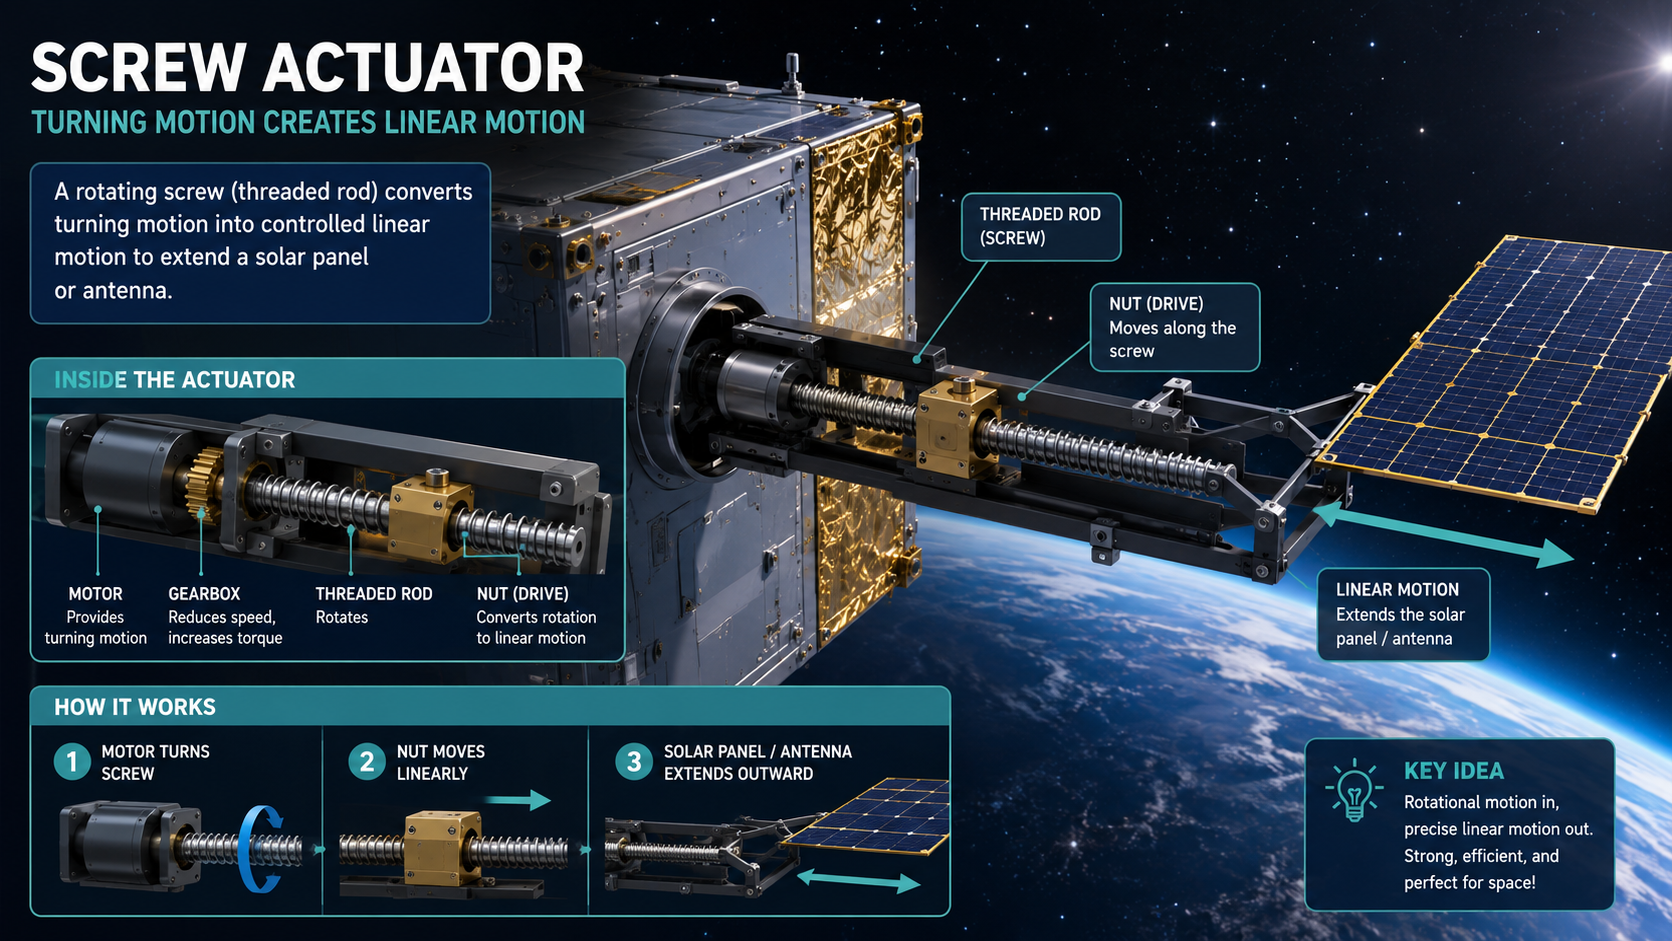 SCREW ACTUATOR
TURNING MOTION CREATES LINEAR MOTION
A rotating screw (threaded rod) converts
turning motion into controlled linear
motion to extend a solar panel
or antenna.
THREADED ROD
(SCREW)
NUT (DRIVE)
Moves along the
screw
INSIDE THE ACTUATOR
MOTOR
Provides
turning motion
GEARBOX
Reduces speed,
increases torque
THREADED ROD
Rotates
NUT (DRIVE)
Converts rotation
to linear motion
LINEAR MOTION
Extends the solar
panel / antenna
HOW IT WORKS
1 MOTOR TURNS
SCREW
2 NUT MOVES
LINEARLY
3 SOLAR PANEL / ANTENNA
EXTENDS OUTWARD
KEY IDEA
Rotational motion in,
precise linear motion out.
Strong, efficient, and
perfect for space!